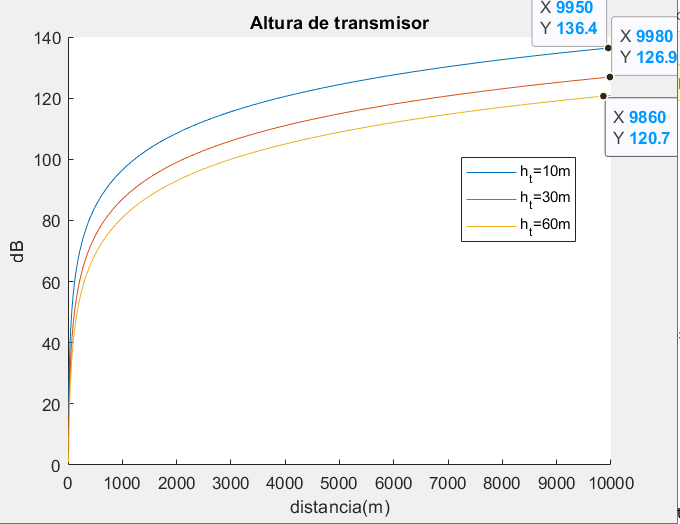 Altura de transmisor
X 9950
Y 136.4
X 9980
Y 126.9
X 9860
Y 120.7
140
120
100
80
60
40
20
0
dB
h_t=10m
h_t=30m
h_t=60m
0 1000 2000 3000 4000 5000 6000 7000 8000 9000 10000
distancia(m)